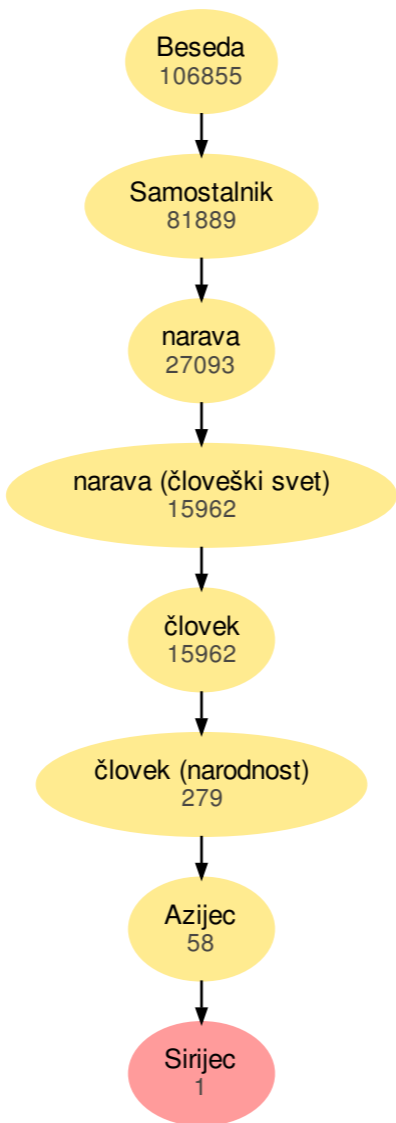 Beseda
106855
Samostalnik
81889
narava
27093
narava (človeški svet)
15962
človek
15962
človek (narodnost)
279
Azijec
58
Sirijec
1